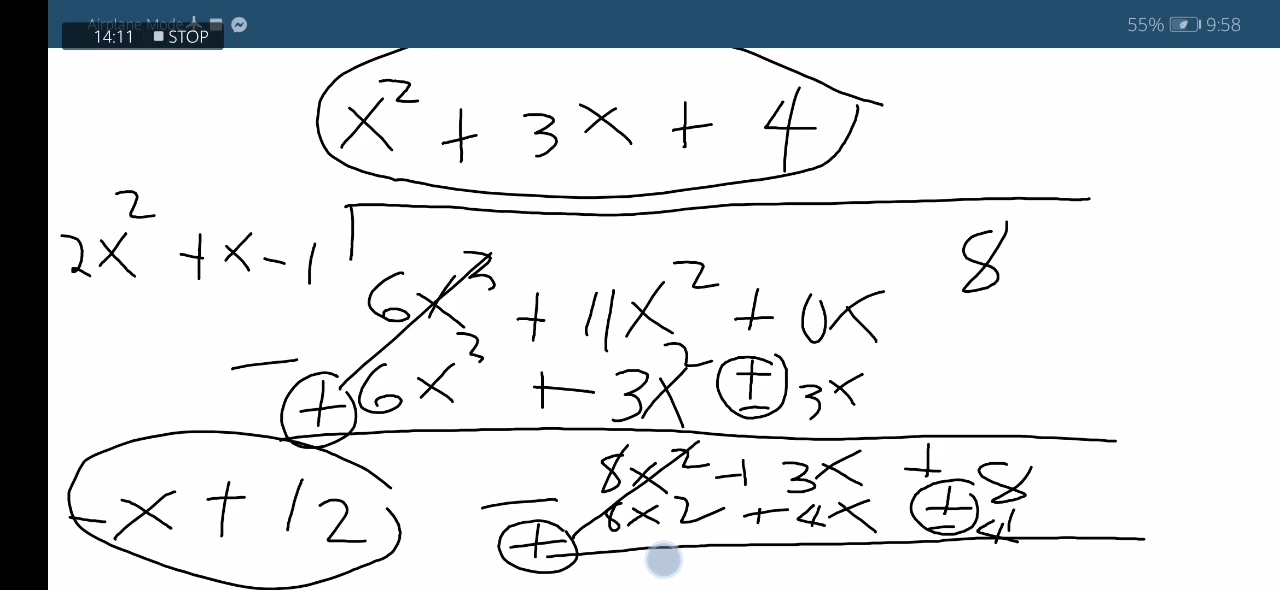 Airplane Mode
14:11 STOP
55% 9:58
x² + 3x + 4
2x² + x - 1
8
6x³ + 11x² + 0x
- + 6x³ + 3x² ± 3x
8x² + 3x + 8
- + 8x2 + 4x ± 4
-x + 12